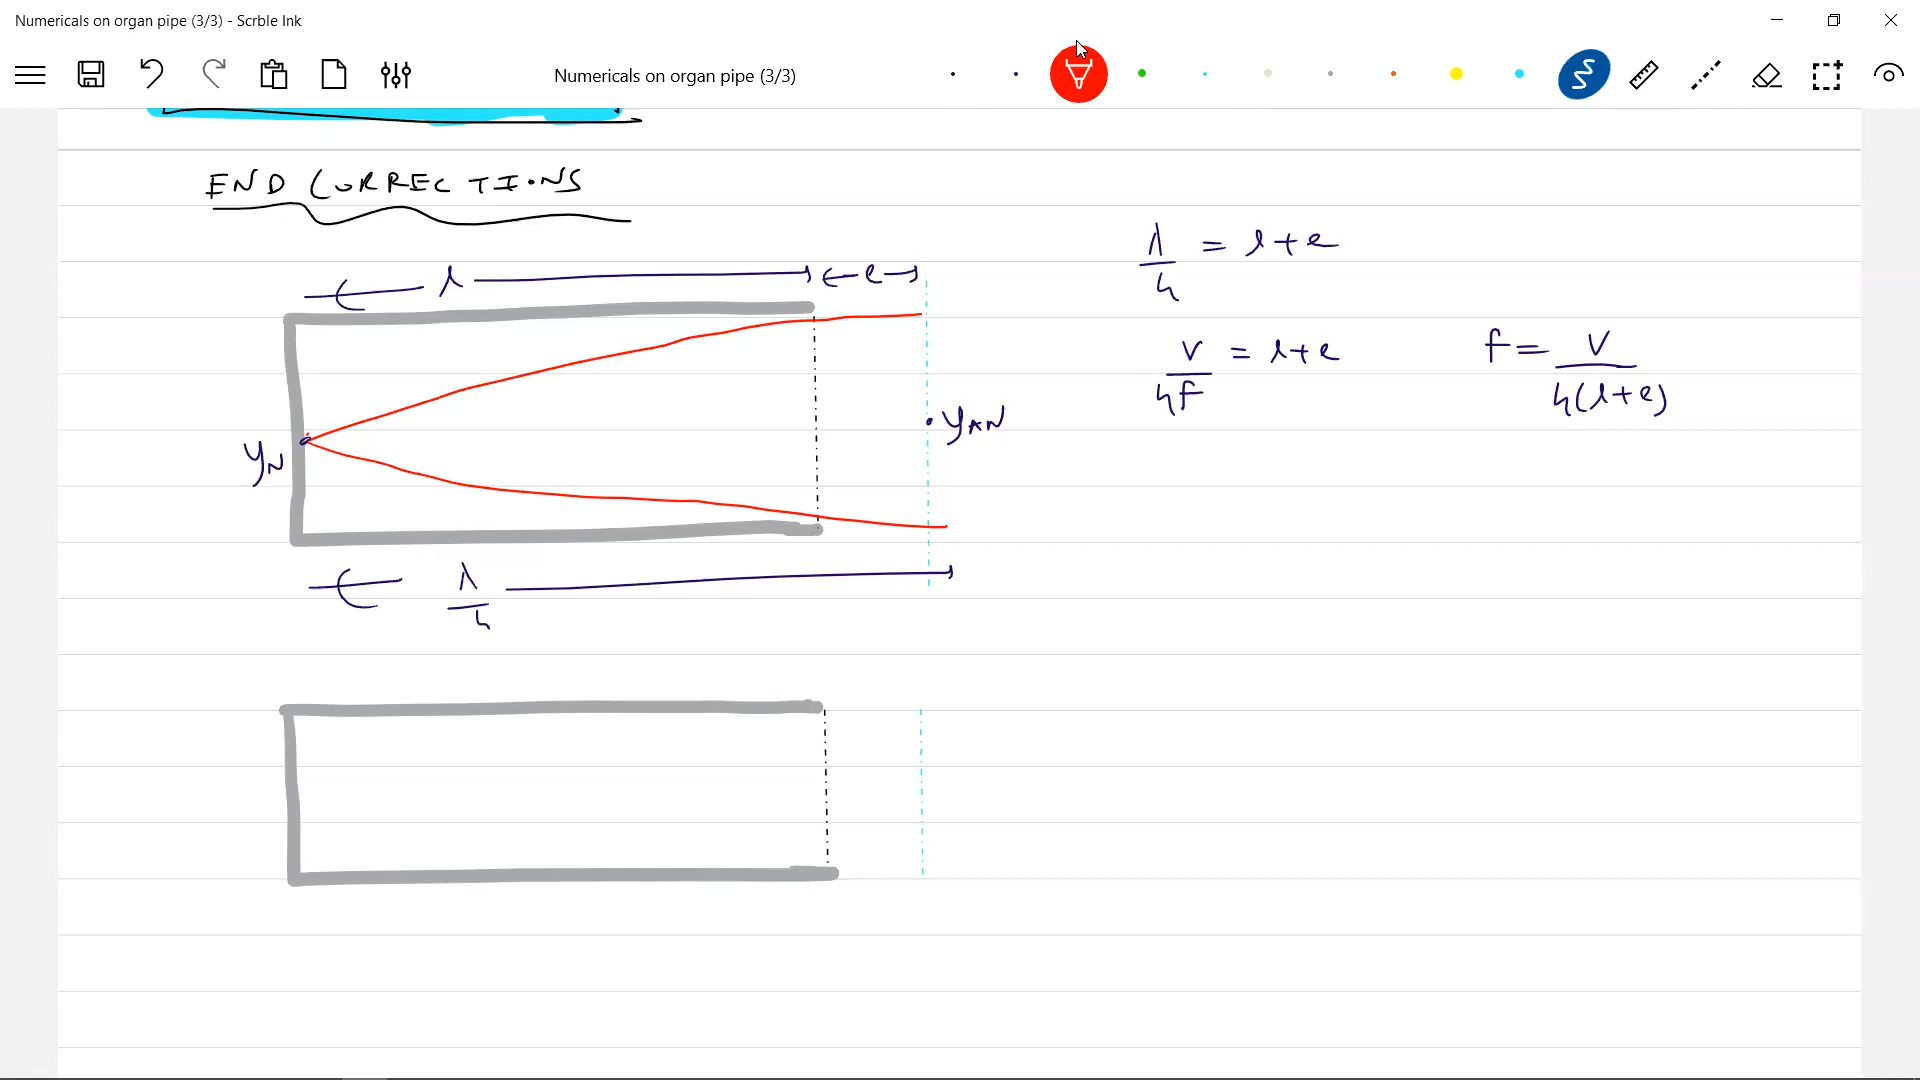 Numericals on organ pipe (3/3) - Scrble Ink
Numericals on organ pipe (3/3)
END CORRECTIONS
l e
λ/4 = l+e
v/4f = l+e f = v/4(l+e)
yAN
yN
λ/4